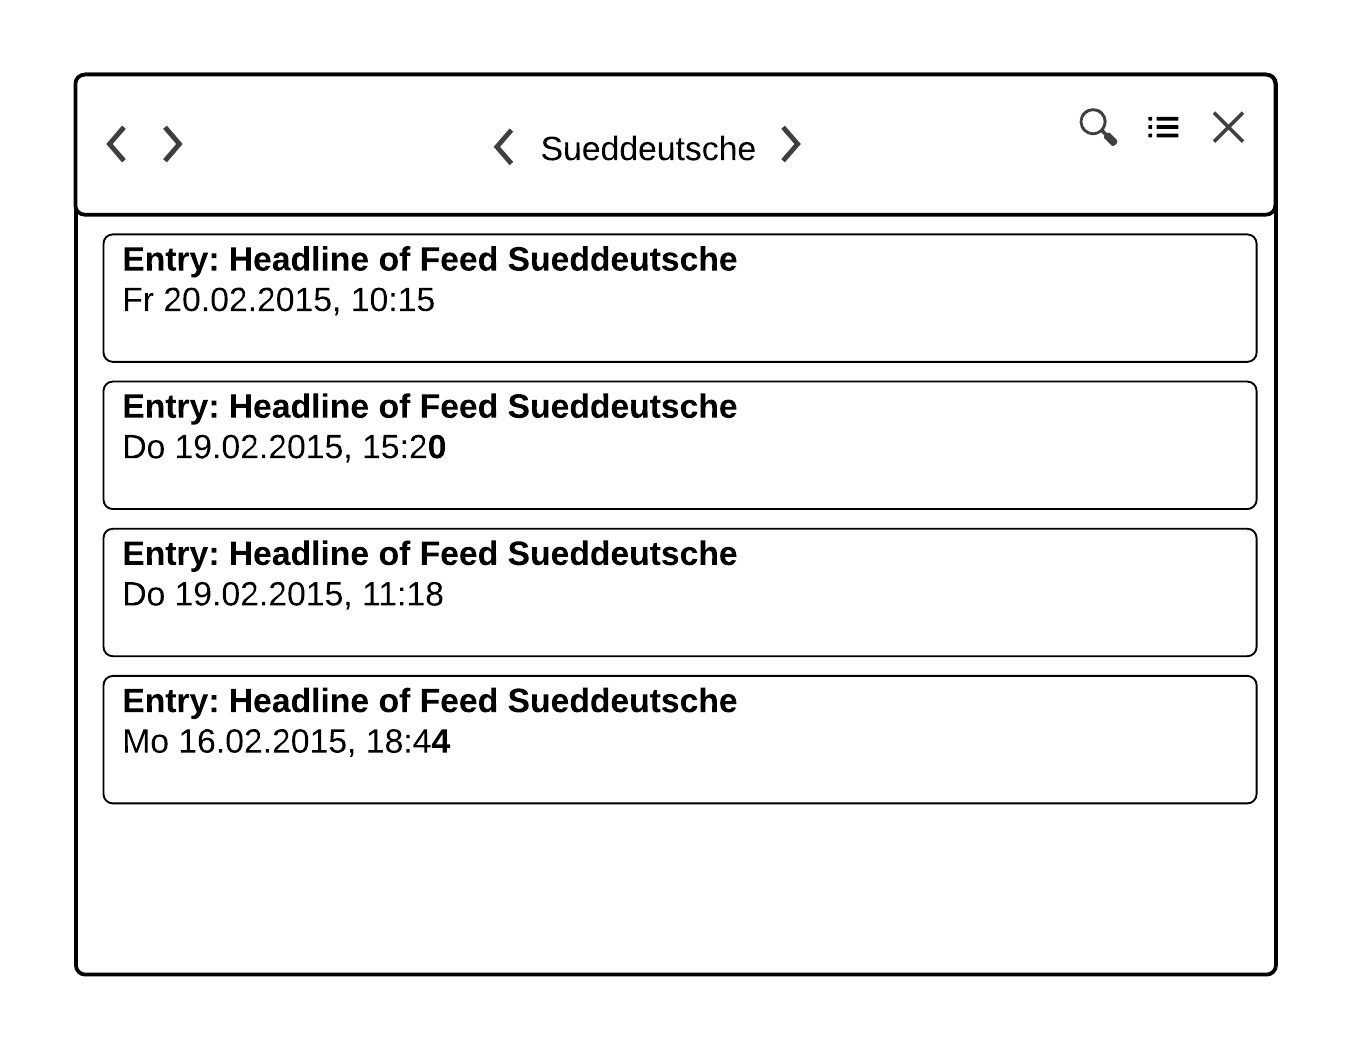 Sueddeutsche
Entry: Headline of Feed Sueddeutsche
Fr 20.02.2015, 10:15
Entry: Headline of Feed Sueddeutsche
Do 19.02.2015, 15:20
Entry: Headline of Feed Sueddeutsche
Do 19.02.2015, 11:18
Entry: Headline of Feed Sueddeutsche
Mo 16.02.2015, 18:44